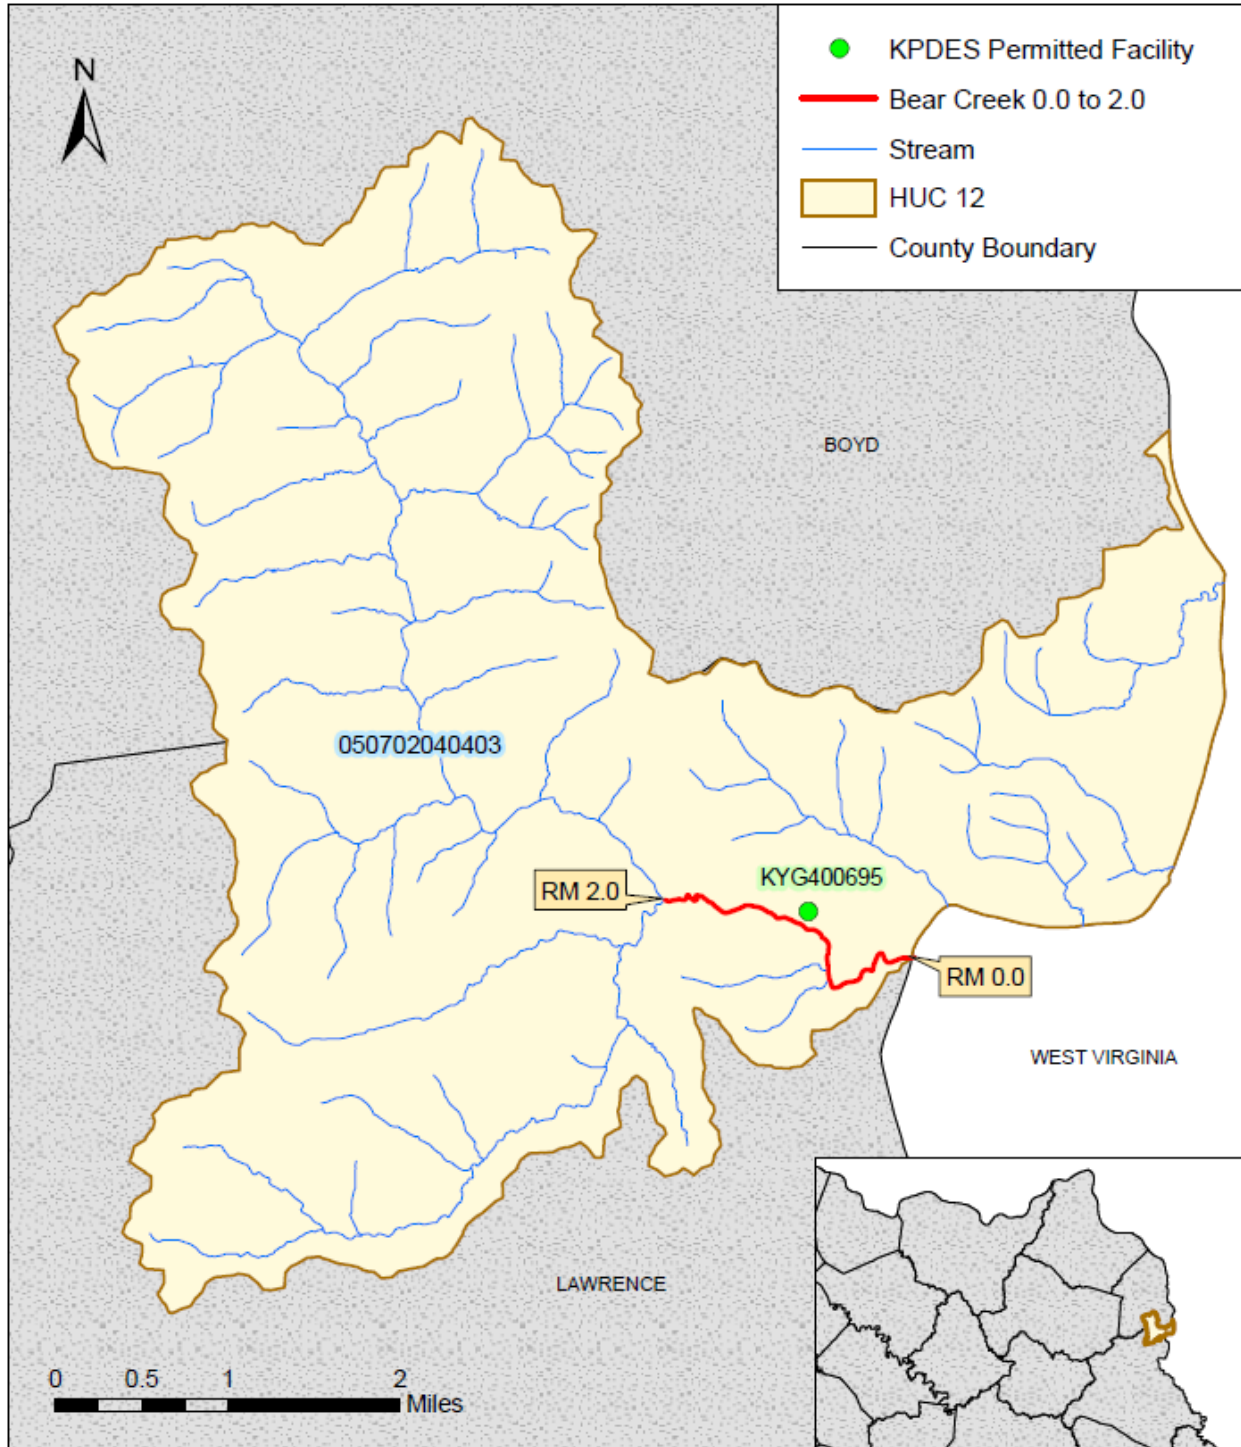 N
KPDES Permitted Facility
Bear Creek 0.0 to 2.0
Stream
HUC 12
County Boundary
BOYD
050702040403
KYG400695
RM 2.0
RM 0.0
WEST VIRGINIA
LAWRENCE
0 0.5 1 2
Miles